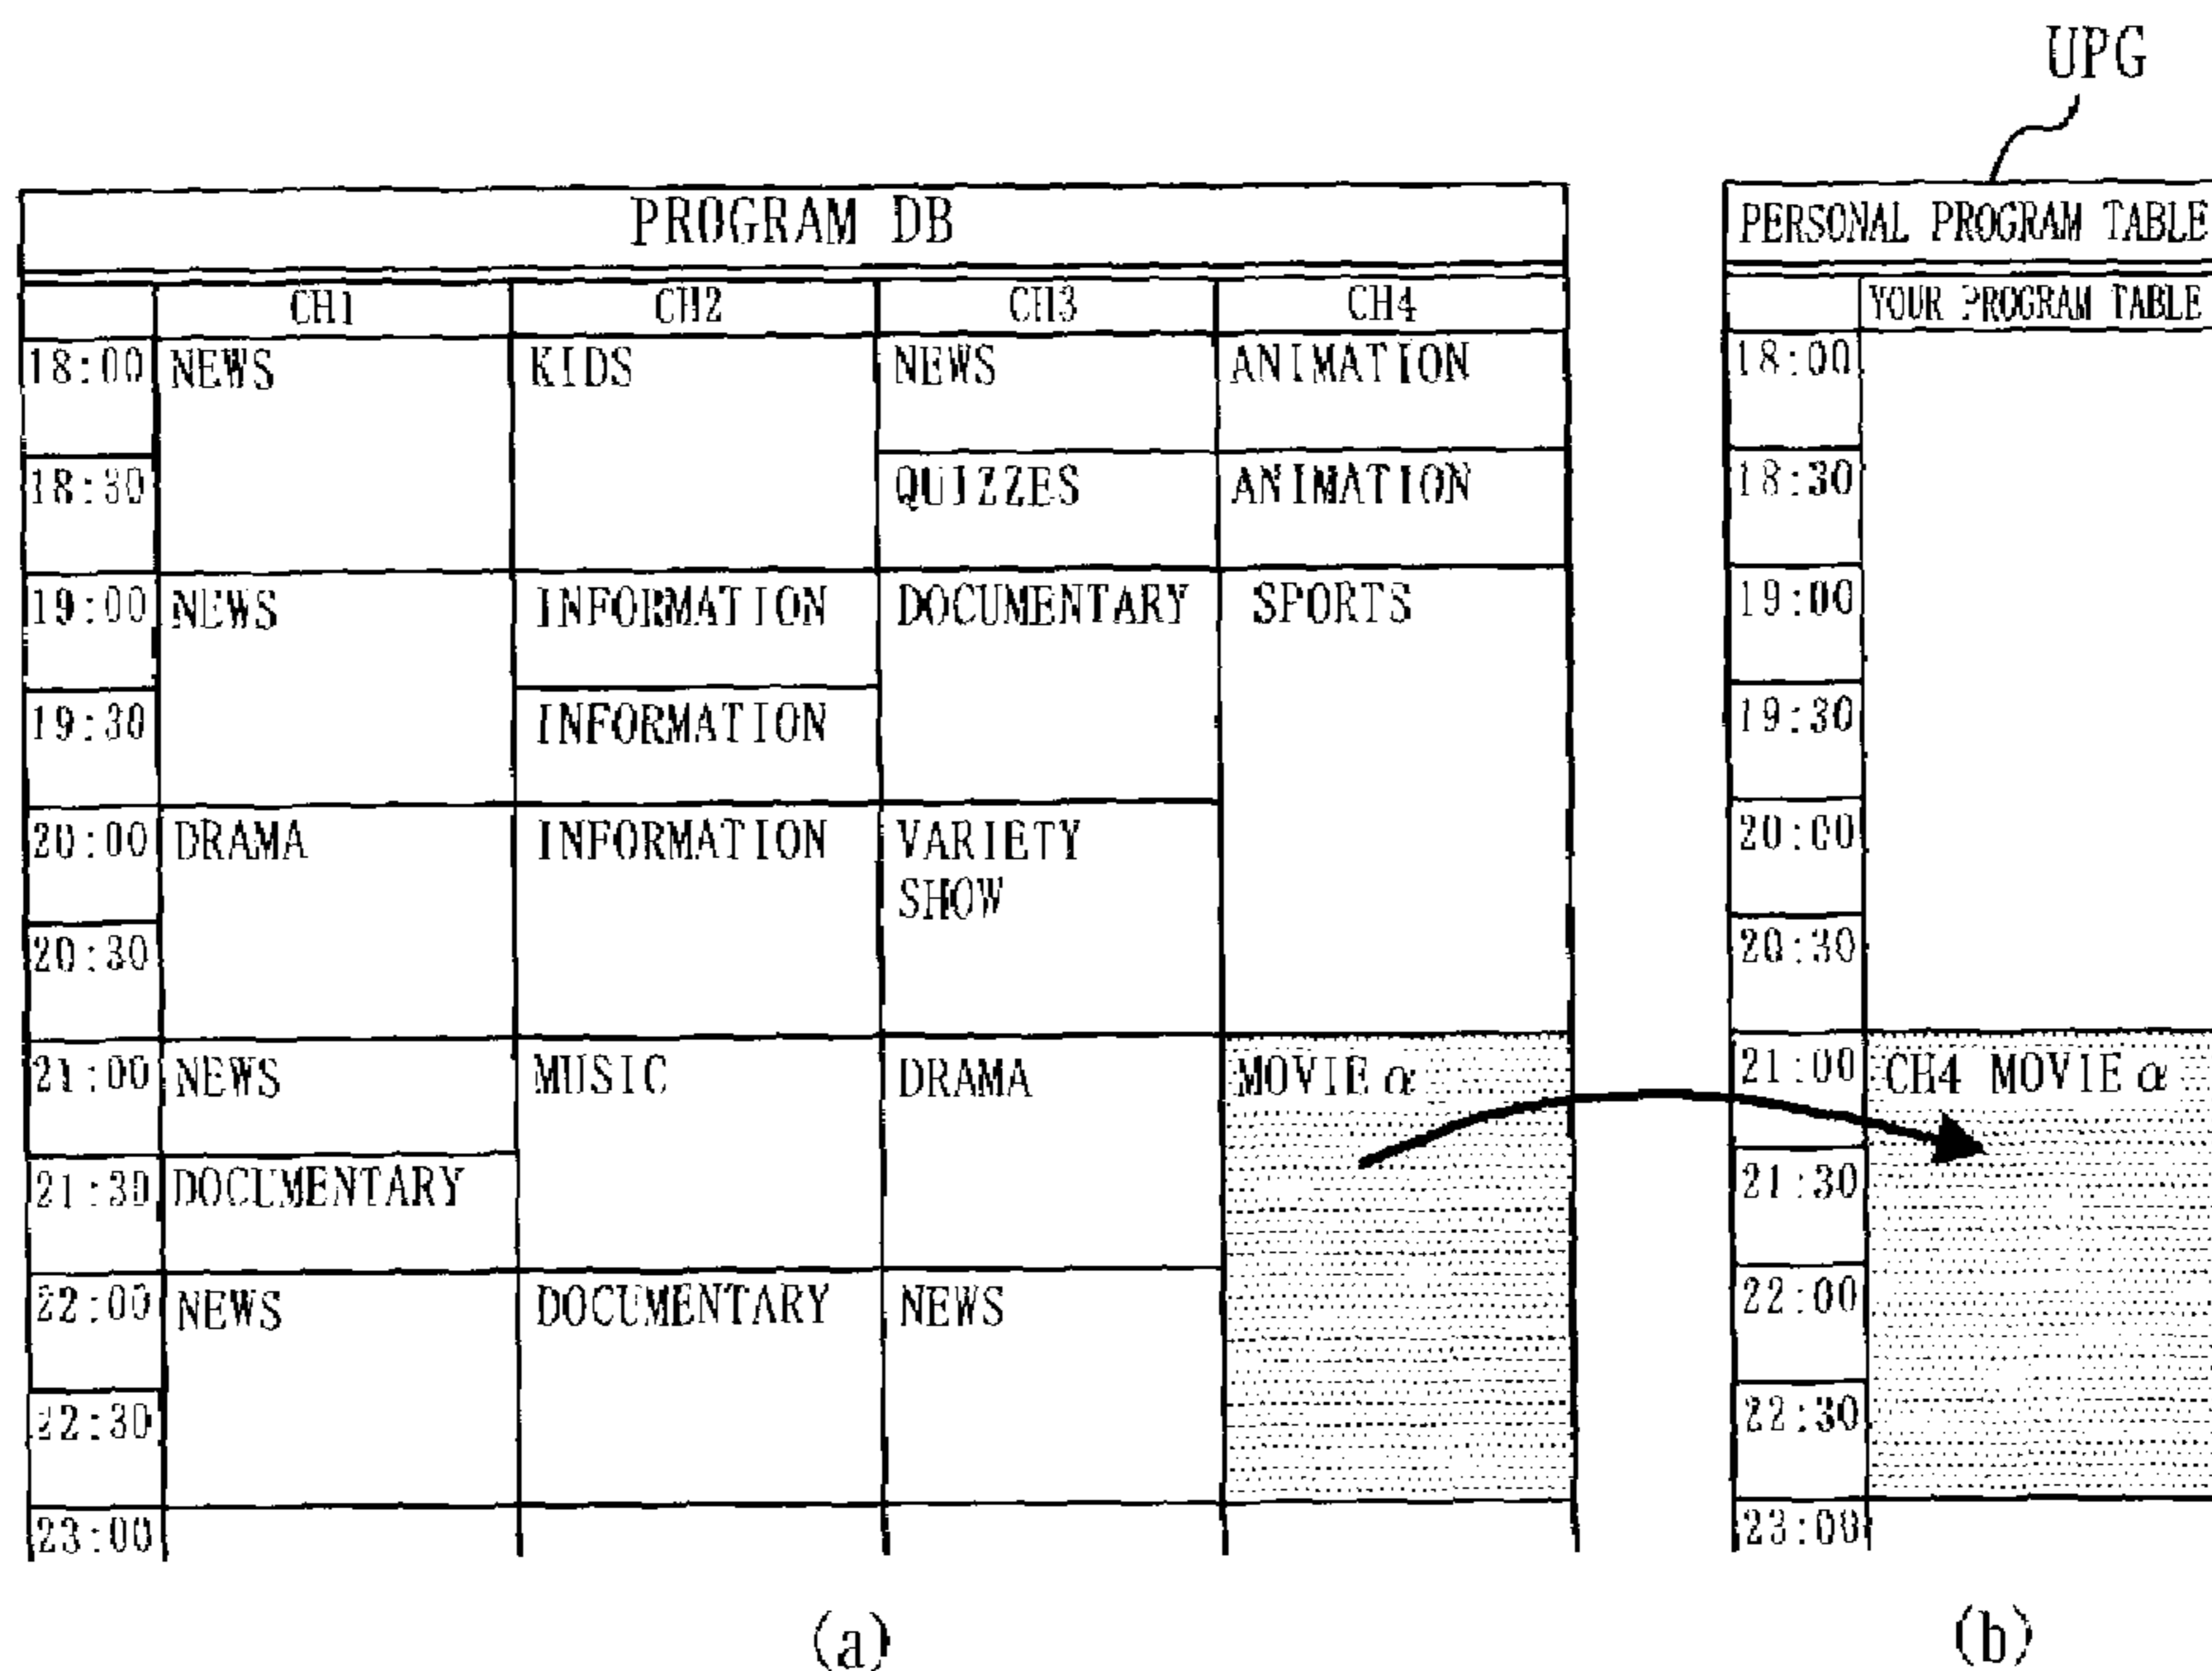 UPG
PROGRAM DB
CH1 CH2 CH3 CH4
18:00 NEWS KIDS NEWS ANIMATION
18:30 QUIZZES ANIMATION
19:00 NEWS INFORMATION DOCUMENTARY SPORTS
19:30 INFORMATION
20:00 DRAMA INFORMATION VARIETY
SHOW
20:30
21:00 NEWS MUSIC DRAMA MOVIE α
21:30 DOCUMENTARY
22:00 NEWS DOCUMENTARY NEWS
22:30
23:00
(a)
PERSONAL PROGRAM TABLE
YOUR PROGRAM TABLE
18:00
18:30
19:00
19:30
20:00
20:30
21:00 CH4 MOVIE α
21:30
22:00
22:30
23:00
(b)